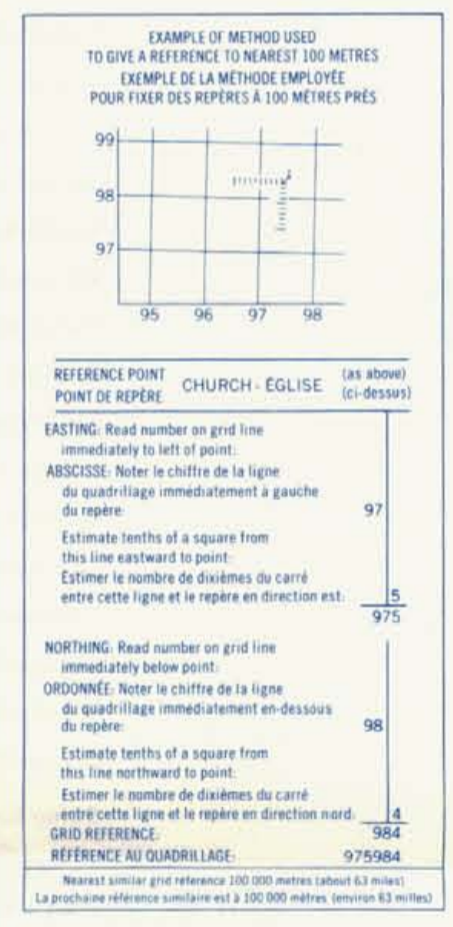 EXAMPLE OF METHOD USED
TO GIVE A REFERENCE TO NEAREST 100 METRES
EXEMPLE DE LA MÉTHODE EMPLOYÉE
POUR FIXER DES REPÈRES À 100 MÈTRES PRÈS
99
98
97
95 96 97 98
REFERENCE POINT
POINT DE REPÈRE
CHURCH - ÉGLISE
(as above)
(ci-dessus)
EASTING: Read number on grid line
immediately to left of point:
ABSCISSE: Noter le chiffre de la ligne
du quadrillage immédiatement à gauche
du repère: 97
Estimate tenths of a square from
this line eastward to point:
Estimer le nombre de dixièmes du carré
entre cette ligne et le repère en direction est: 5
975
NORTHING: Read number on grid line
immediately below point:
ORDONNÉE: Noter le chiffre de la ligne
du quadrillage immédiatement en-dessous
du repère: 98
Estimate tenths of a square from
this line northward to point:
Estimer le nombre de dixièmes du carré
entre cette ligne et le repère en direction nord: 4
GRID REFERENCE: 984
RÉFÉRENCE AU QUADRILLAGE: 975984
Nearest similar grid reference 100 000 metres (about 63 miles)
La prochaine référence similaire est à 100 000 mètres (environ 63 milles)